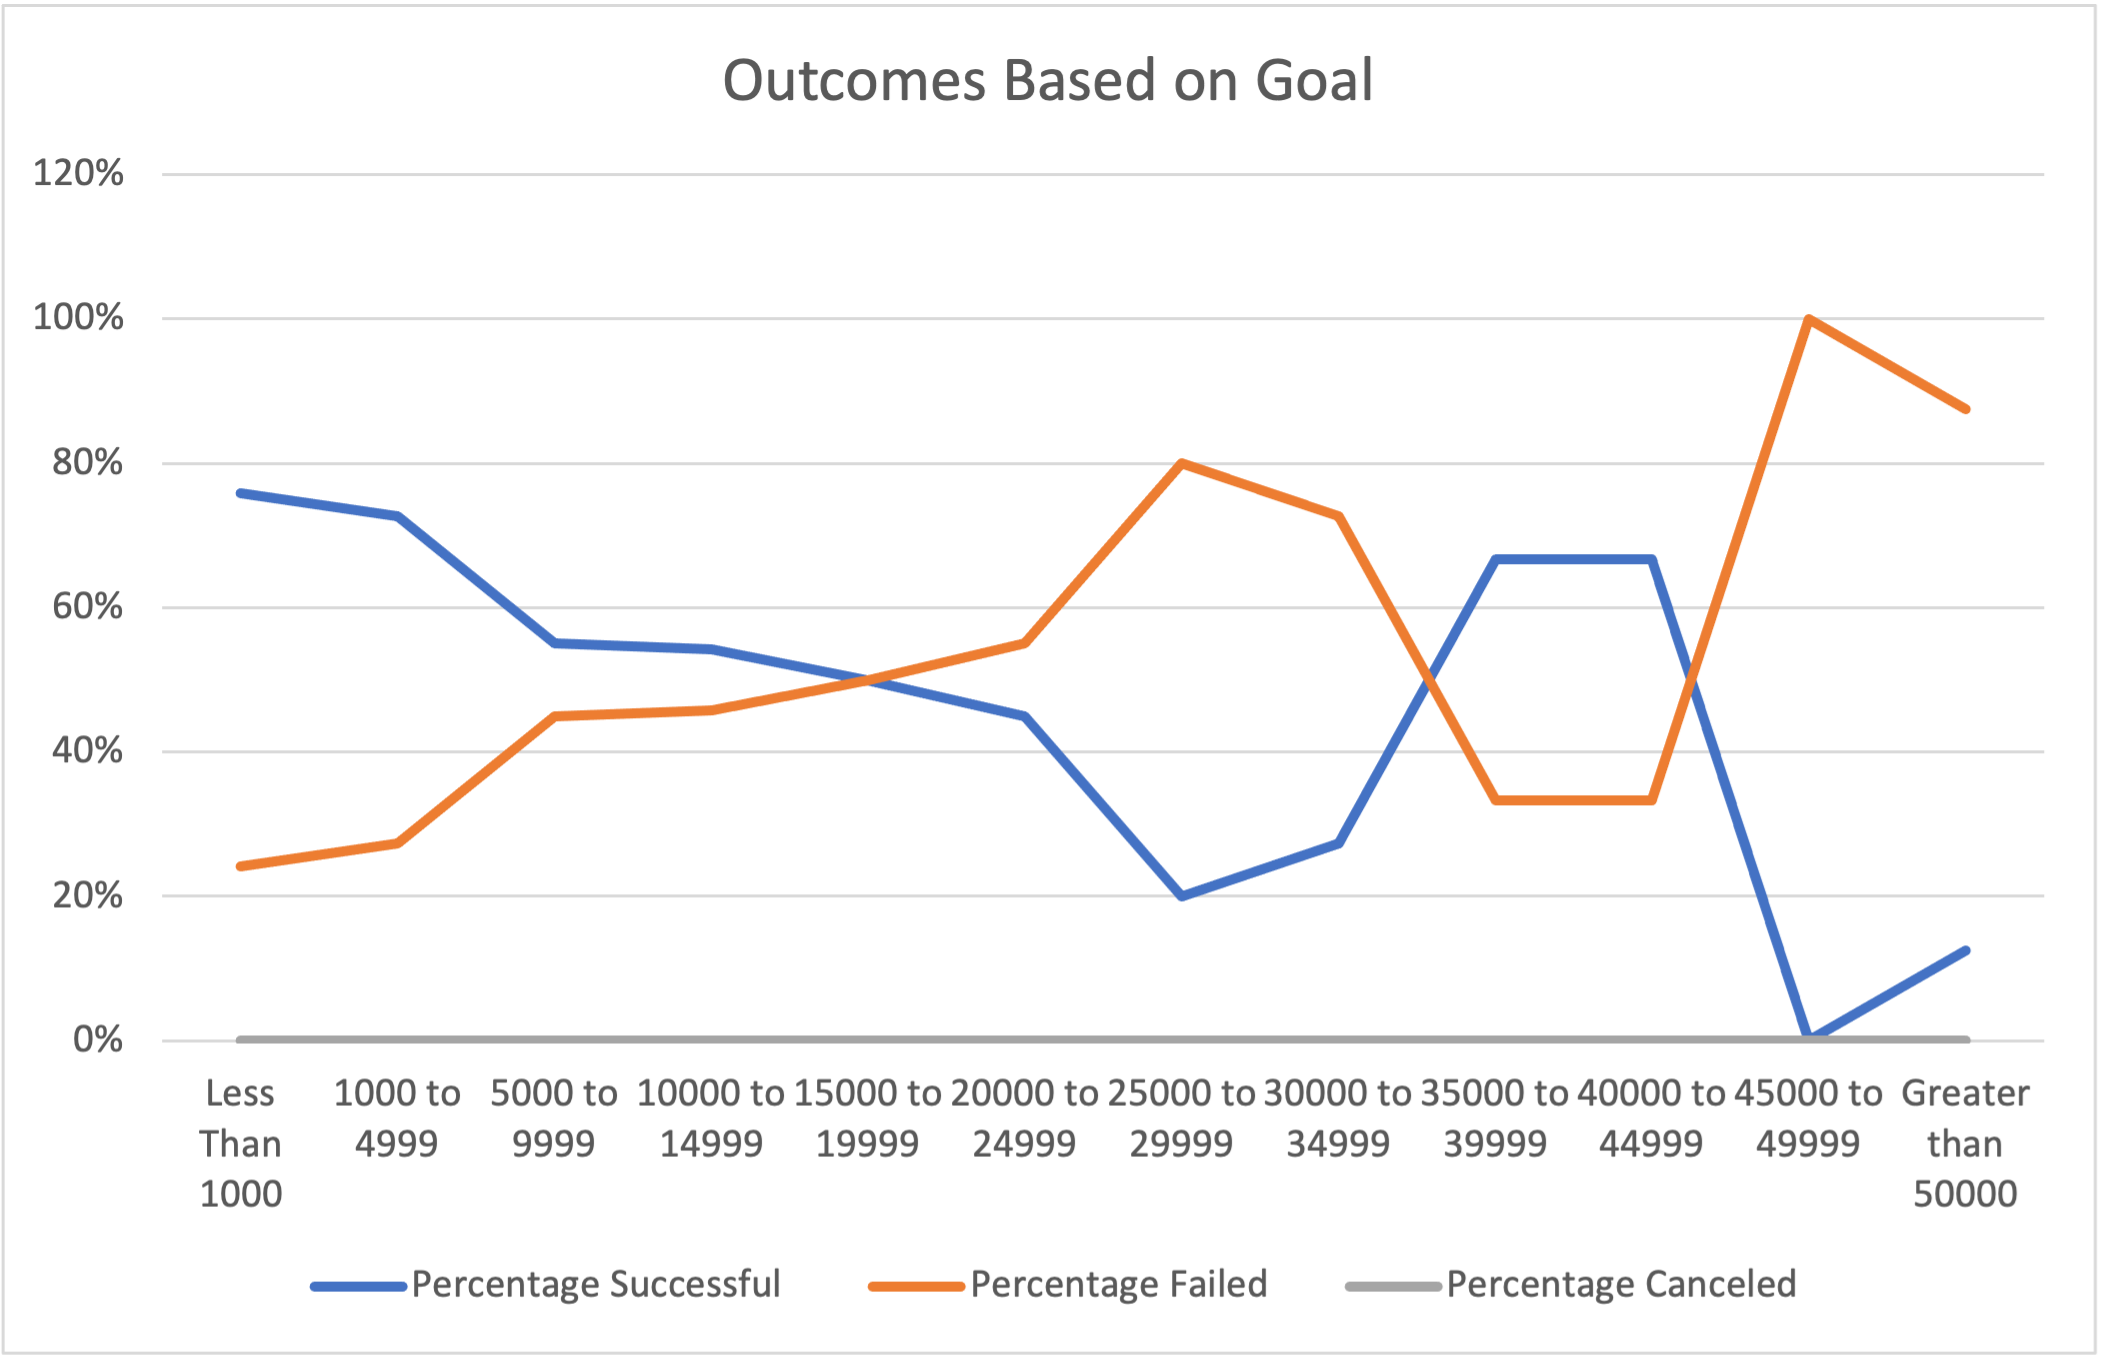 Outcomes Based on Goal
120%
100%
80%
60%
40%
20%
0%
Less Than 1000
1000 to 4999
5000 to 9999
10000 to 14999
15000 to 19999
20000 to 24999
25000 to 29999
30000 to 34999
35000 to 39999
40000 to 44999
45000 to 49999
Greater than 50000
Percentage Successful
Percentage Failed
Percentage Canceled